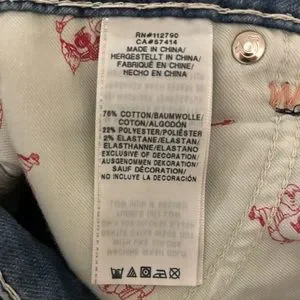 RN#112790
CA#57414
MADE IN CHINA/
HERGESTELLT IN CHINA/
FABRIQUÉ EN CHINE/
HECHO EN CHINA
76% COTTON/BAUMWOLLE/
COTON/ALGODÓN
22% POLYESTER/POLIÉSTER
2% ELASTANE/ELASTAN/
ELASTHANNE/ELASTANO
EXCLUSIVE OF DECORATION/
AUSGENOMMEN DEKORATION/
SAUF DÉCORATION/
NO INCLUYE LA DECORACIÓN